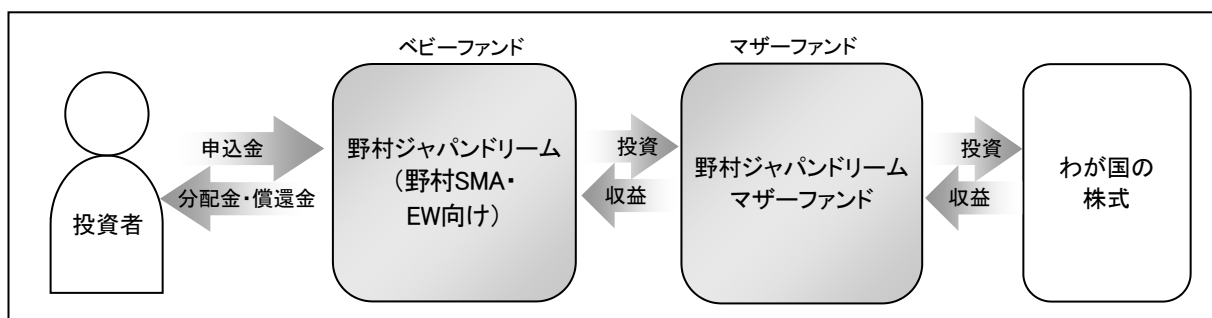 ベビーファンド
マザーファンド
投資者
申込金
分配金・償還金
野村ジャパンドリーム
（野村SMA・
EW向け）
投資
収益
野村ジャパンドリーム
マザーファンド
投資
収益
わが国の
株式